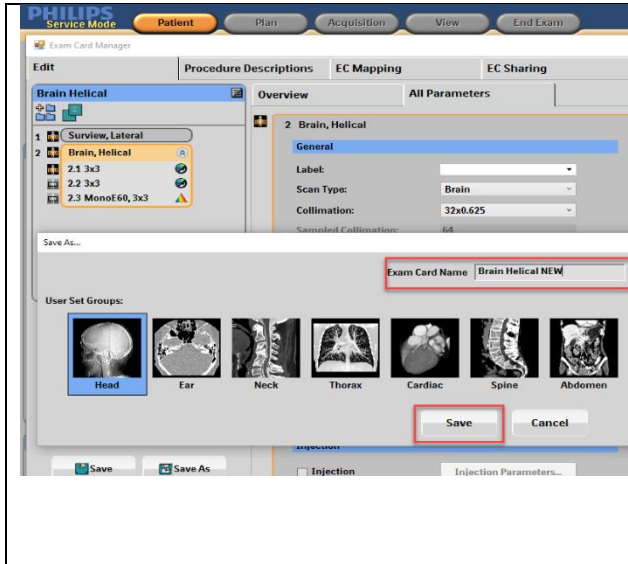 PHILIPS
Service Mode
Patient Plan Acquisition View End Exam
Exam Card Manager
Edit Procedure Descriptions EC Mapping EC Sharing
Brain Helical
Overview All Parameters
1 Surview, Lateral
2 Brain, Helical
2.1 3x3
2.2 3x3
2.3 MonoE60, 3x3
2 Brain, Helical
General
Label:
Scan Type: Brain
Collimation: 32x0.625
Sampled Collimation: 64
Save As...
Exam Card Name Brain Helical NEW
User Set Groups:
Head Ear Neck Thorax Cardiac Spine Abdomen
Save Cancel
Injection
Save Save As
Injection Injection Parameters...